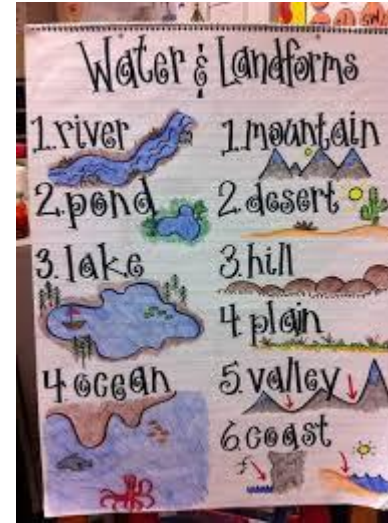 Water & Landforms
1. river
2. pond
3. lake
4 ocean
1. mountain
2. desert
3. hill
4. plain
5. valley
6. coast